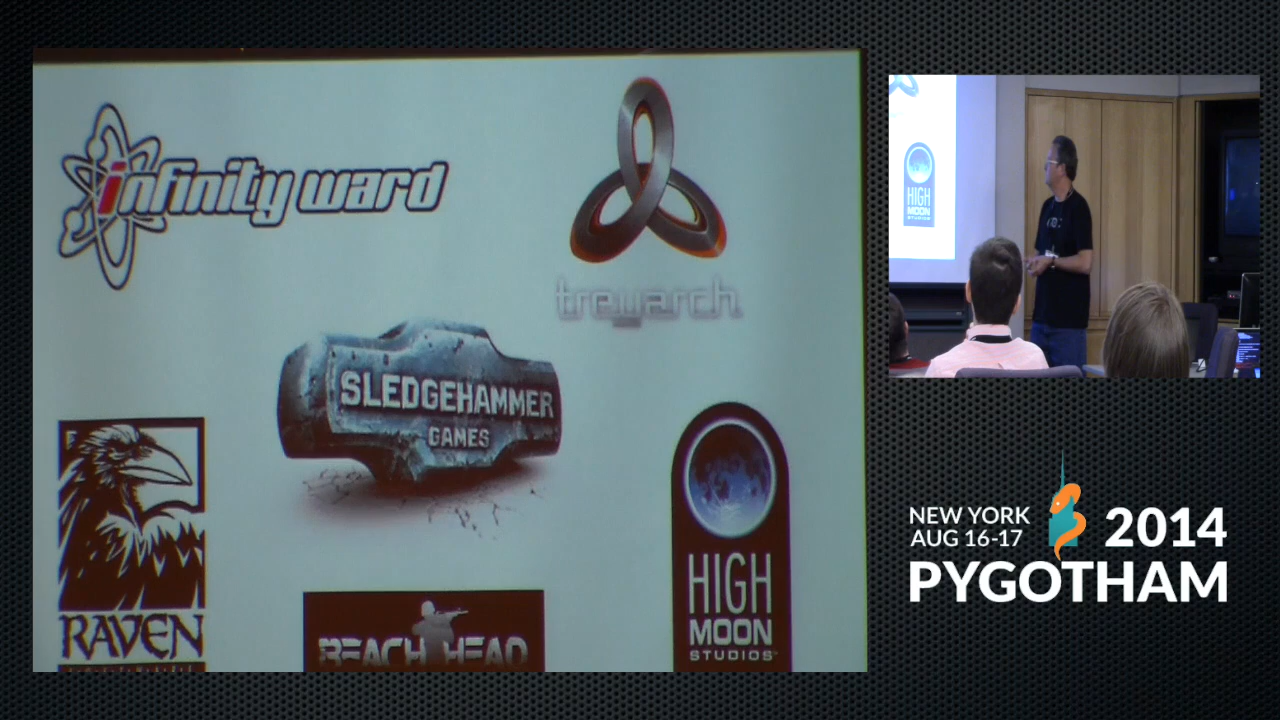 infinity ward
treyarch
SLEDGEHAMMER
GAMES
RAVEN
BEACH HEAD
HIGH
MOON
STUDIOS
HIGH
MOON
STUDIOS
NEW YORK
AUG 16-17
2014
PYGOTHAM